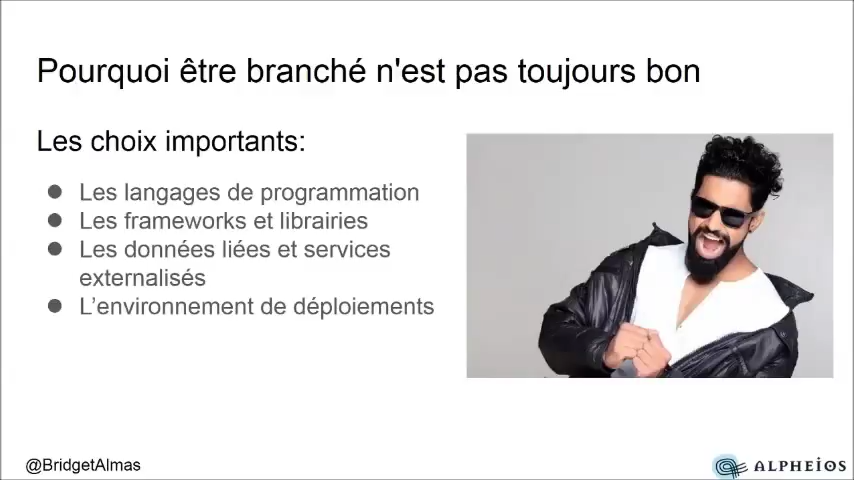 Pourquoi être branché n'est pas toujours bon
Les choix importants:
● Les langages de programmation
● Les frameworks et librairies
● Les données liées et services
externalisés
● L’environnement de déploiements
@BridgetAlmas
ALPHEIOS